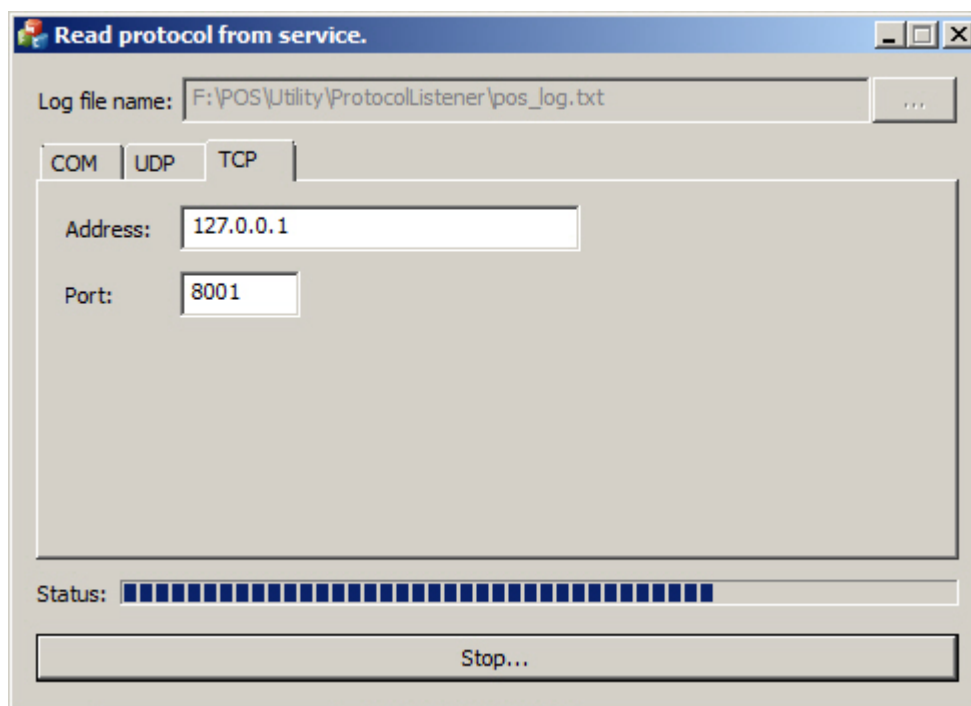 Read protocol from service.
Log file name: F:\POS\Utility\ProtocolListener\pos_log.txt ...
COM UDP TCP
Address: 127.0.0.1
Port: 8001
Status:
Stop...